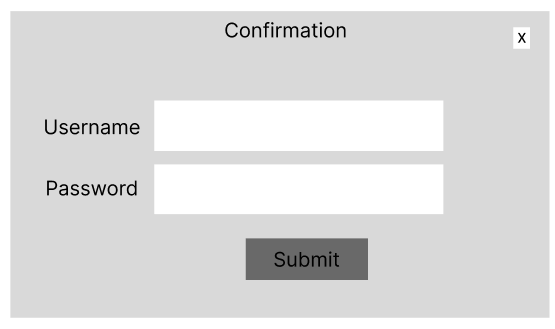 Confirmation
x
Username
Password
Submit